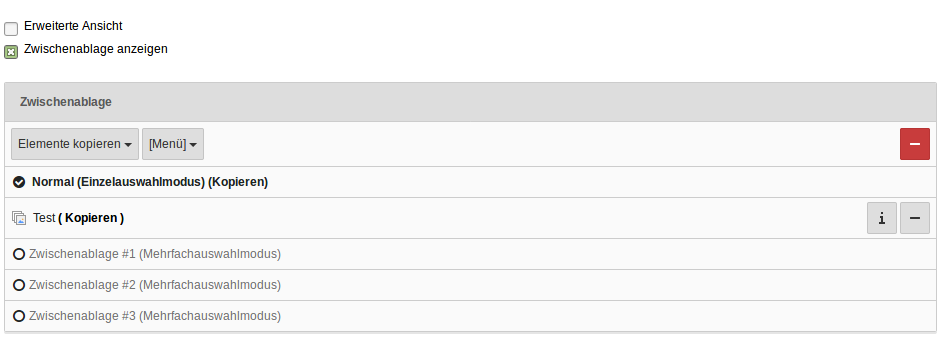 Erweiterte Ansicht
Zwischenablage anzeigen
Zwischenablage
Elemente kopieren [Menü]
Normal (Einzelauswahlmodus) (Kopieren)
Test ( Kopieren )
Zwischenablage #1 (Mehrfachauswahlmodus)
Zwischenablage #2 (Mehrfachauswahlmodus)
Zwischenablage #3 (Mehrfachauswahlmodus)